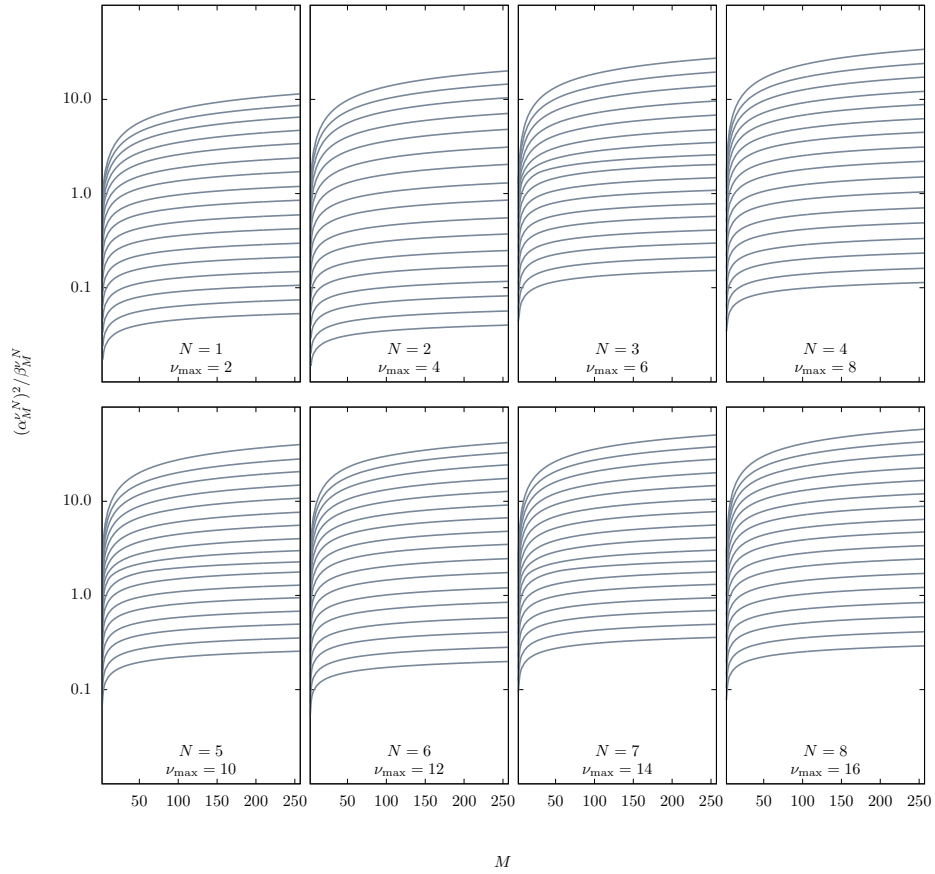 10.0
1.0
0.1
N = 1
ν_max = 2
N = 2
ν_max = 4
N = 3
ν_max = 6
N = 4
ν_max = 8
(α_M^{ν,N})²/β_M^{ν,N}
10.0
1.0
0.1
N = 5
ν_max = 10
N = 6
ν_max = 12
N = 7
ν_max = 14
N = 8
ν_max = 16
50 100 150 200 250
50 100 150 200 250
50 100 150 200 250
50 100 150 200 250
M